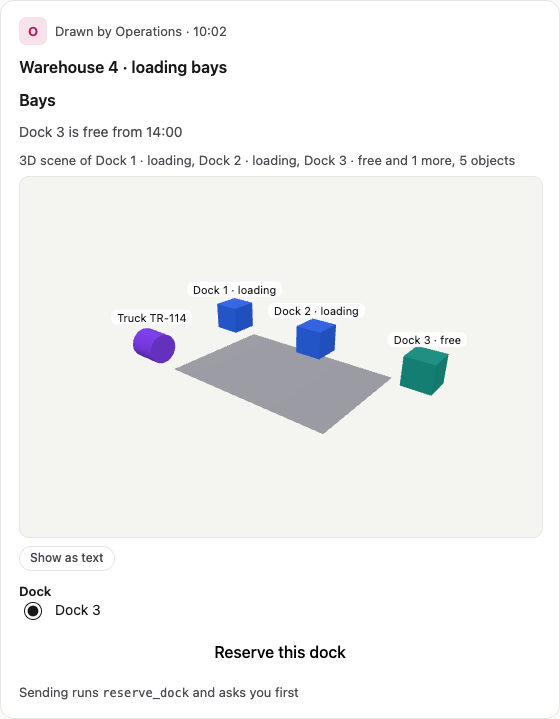 O Drawn by Operations · 10:02
Warehouse 4 · loading bays
Bays
Dock 3 is free from 14:00
3D scene of Dock 1 · loading, Dock 2 · loading, Dock 3 · free and 1 more, 5 objects
Dock 1 · loading
Truck TR-114
Dock 2 · loading
Dock 3 · free
Show as text
Dock
Dock 3
Reserve this dock
Sending runs reserve_dock and asks you first